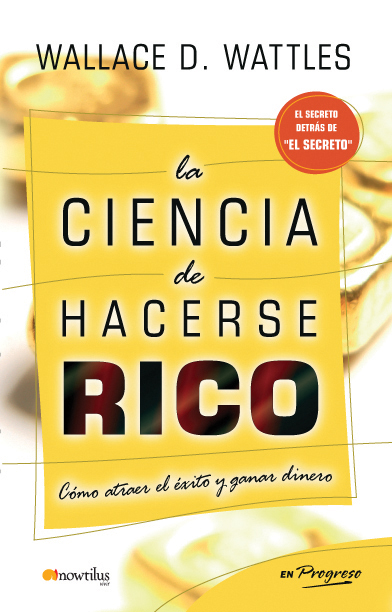 WALLACE D. WATTLES
EL SECRETO
DETRÁS DE
"EL SECRETO"
la
CIENCIA
de
HACERSE
RICO
Cómo atraer el éxito y ganar dinero
nowtilus
vivir
EN Progreso